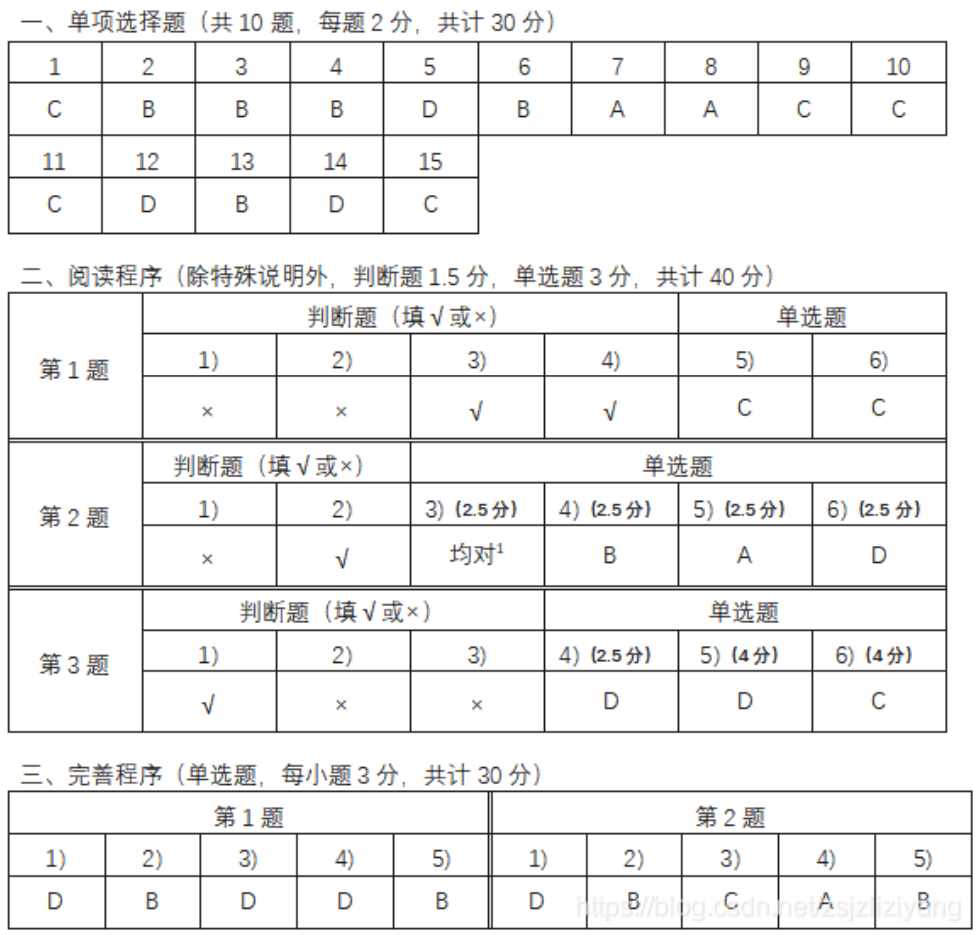 一、单项选择题（共 10 题，每题 2 分，共计 30 分）
1 2 3 4 5 6 7 8 9 10
C B B B D B A A C C
11 12 13 14 15
C D B D C
二、阅读程序（除特殊说明外，判断题 1.5 分，单选题 3 分，共计 40 分）
判断题（填 √ 或×） 单选题
第 1 题
1) 2) 3) 4) 5) 6)
× × √ √ C C
判断题（填 √ 或×） 单选题
第 2 题
1) 2) 3)（2.5 分） 4)（2.5 分） 5)（2.5 分） 6)（2.5 分）
× √ 均对¹ B A D
判断题（填 √ 或×） 单选题
第 3 题
1) 2) 3) 4)（2.5 分） 5)（4 分） 6)（4 分）
√ × × D D C
三、完善程序（单选题，每小题 3 分，共计 30 分）
第 1 题 第 2 题
1) 2) 3) 4) 5) 1) 2) 3) 4) 5)
D B D D B D B C A B
https://blog.csdn.net/zsjzliziyang